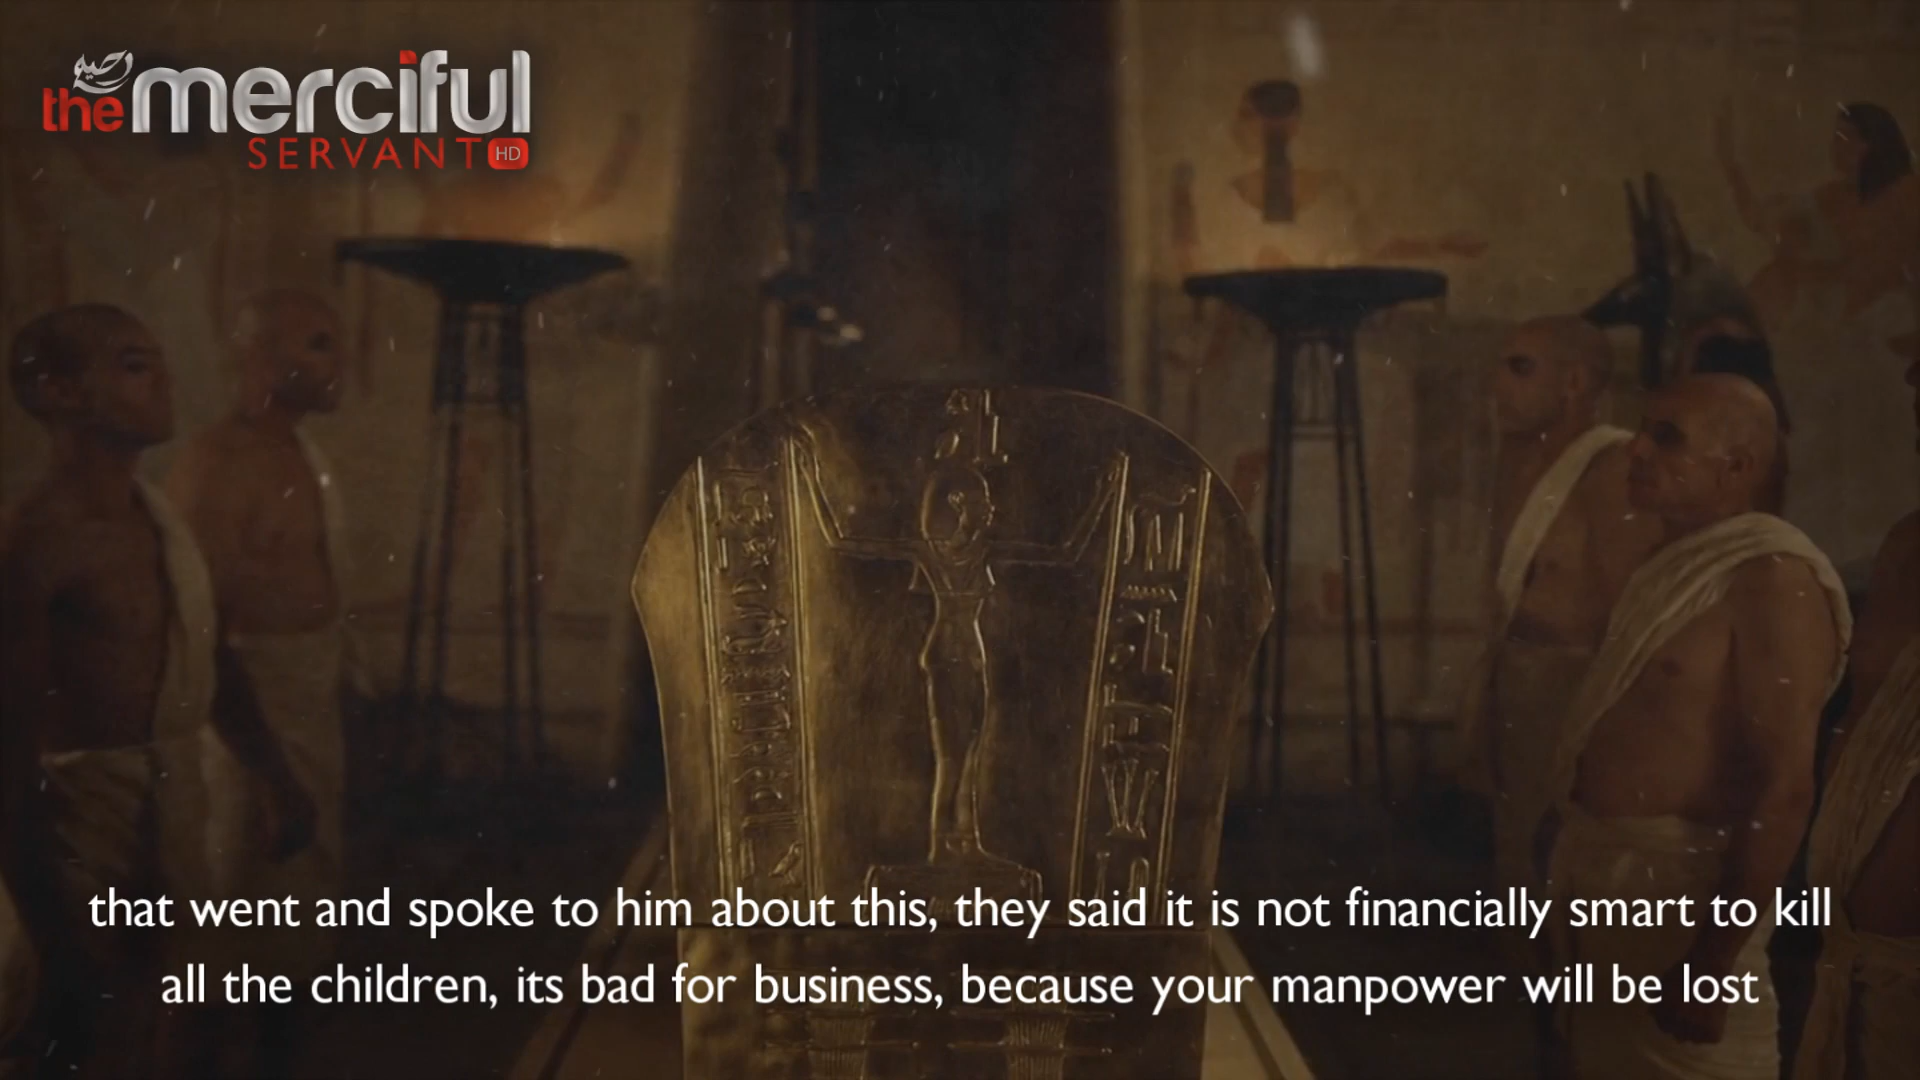 the merciful
SERVANT HD
that went and spoke to him about this, they said it is not financially smart to kill
all the children, its bad for business, because your manpower will be lost